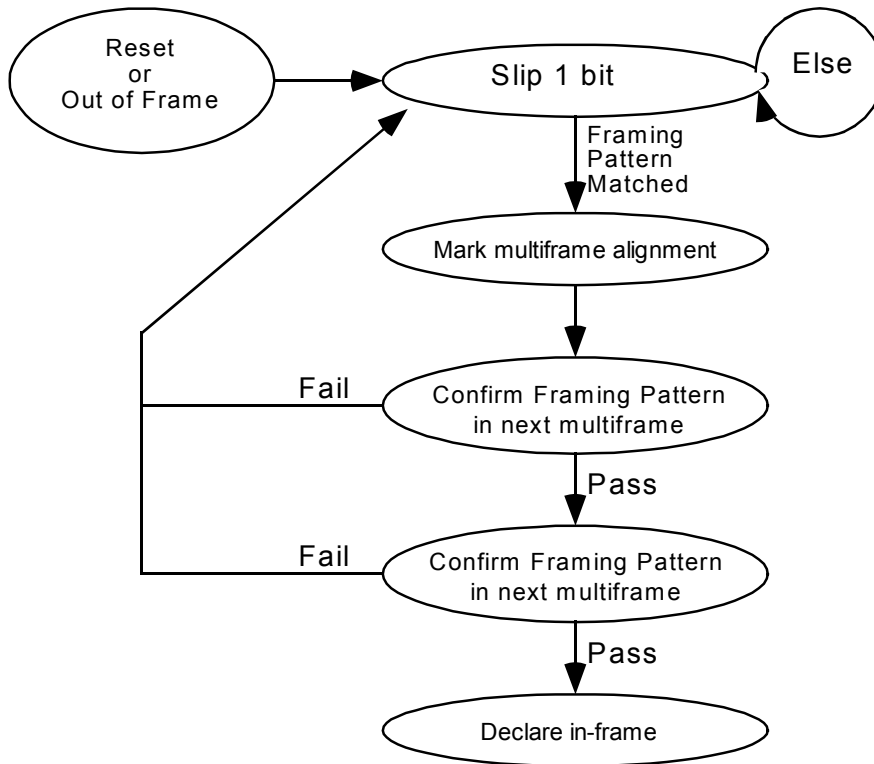 Reset
or
Out of Frame
Slip 1 bit
Else
Framing
Pattern
Matched
Mark multiframe alignment
Fail
Confirm Framing Pattern
in next multiframe
Pass
Fail
Confirm Framing Pattern
in next multiframe
Pass
Declare in-frame